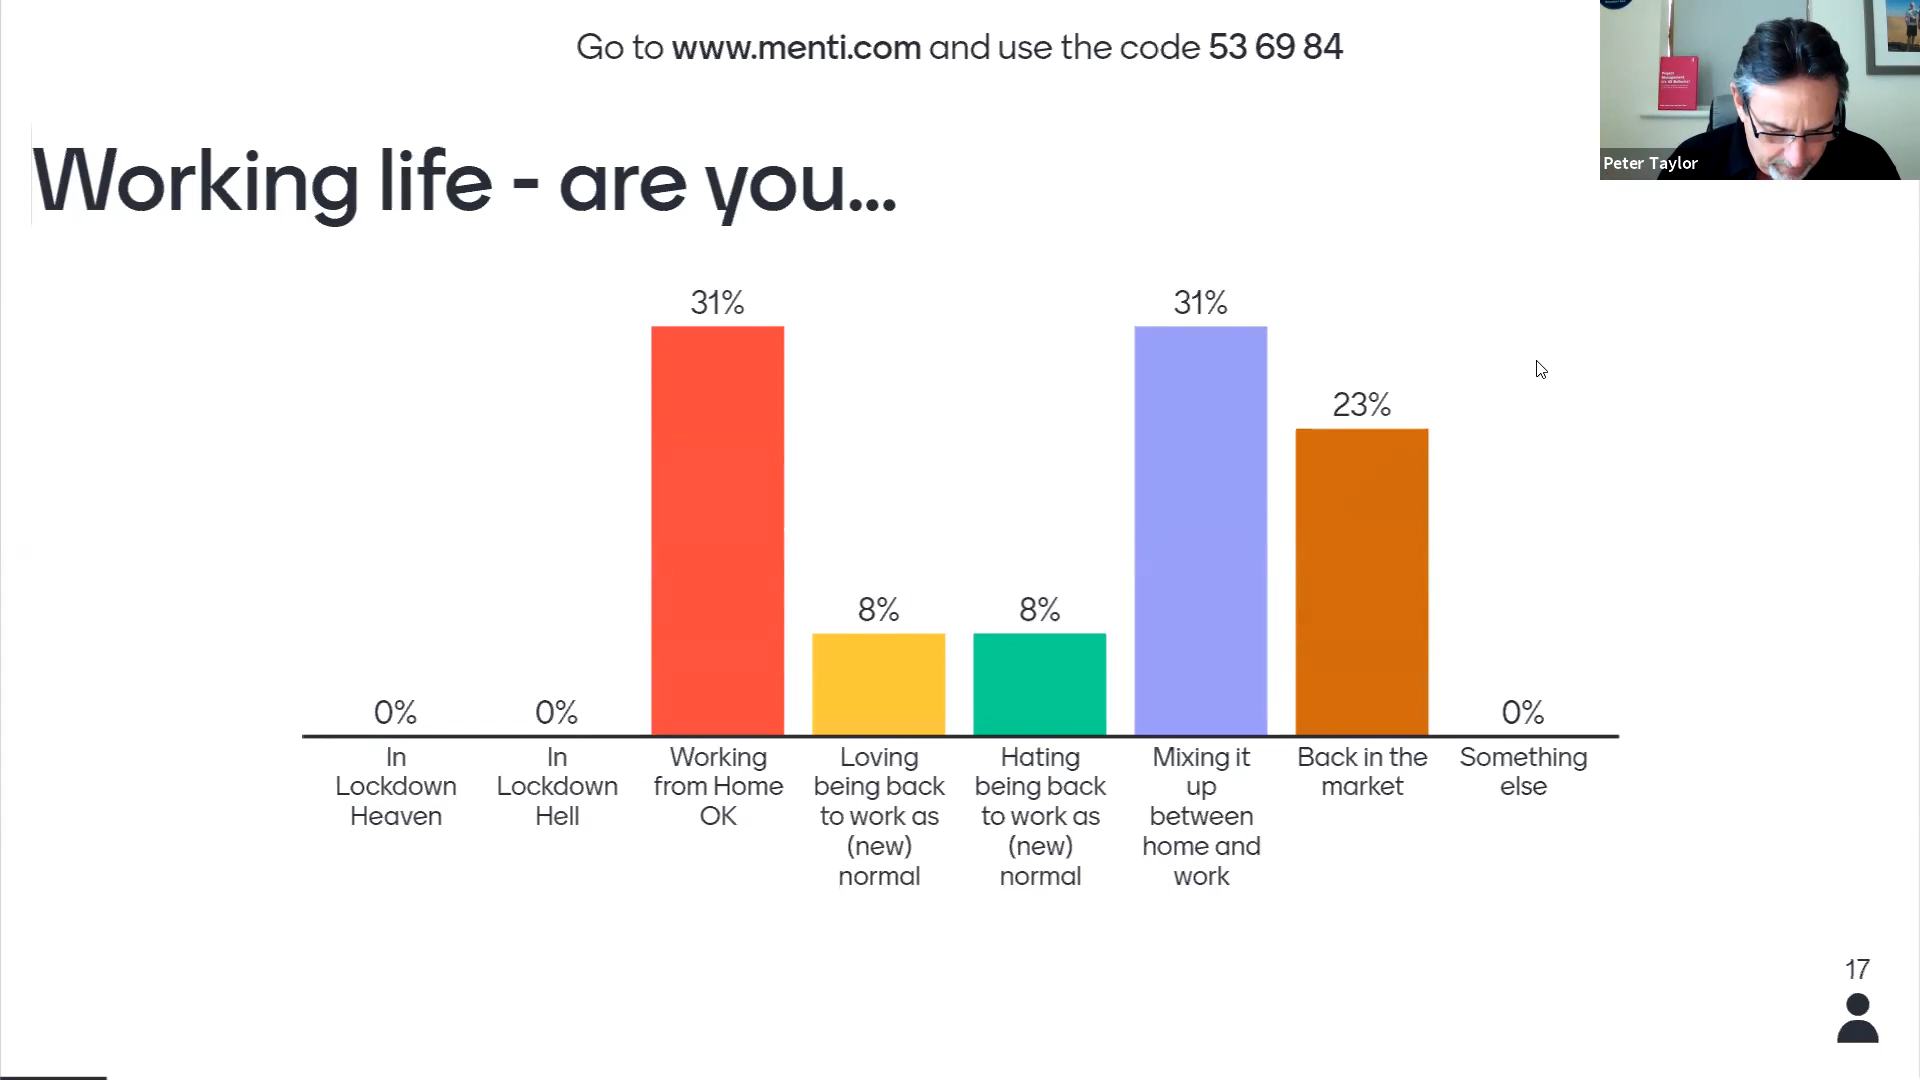 Go to www.menti.com and use the code 53 69 84
Peter Taylor
Working life - are you...
31%
31%
23%
8%
8%
0%
0%
0%
In
Lockdown
Heaven
In
Lockdown
Hell
Working
from Home
OK
Loving
being back
to work as
(new)
normal
Hating
being back
to work as
(new)
normal
Mixing it
up
between
home and
work
Back in the
market
Something
else
17